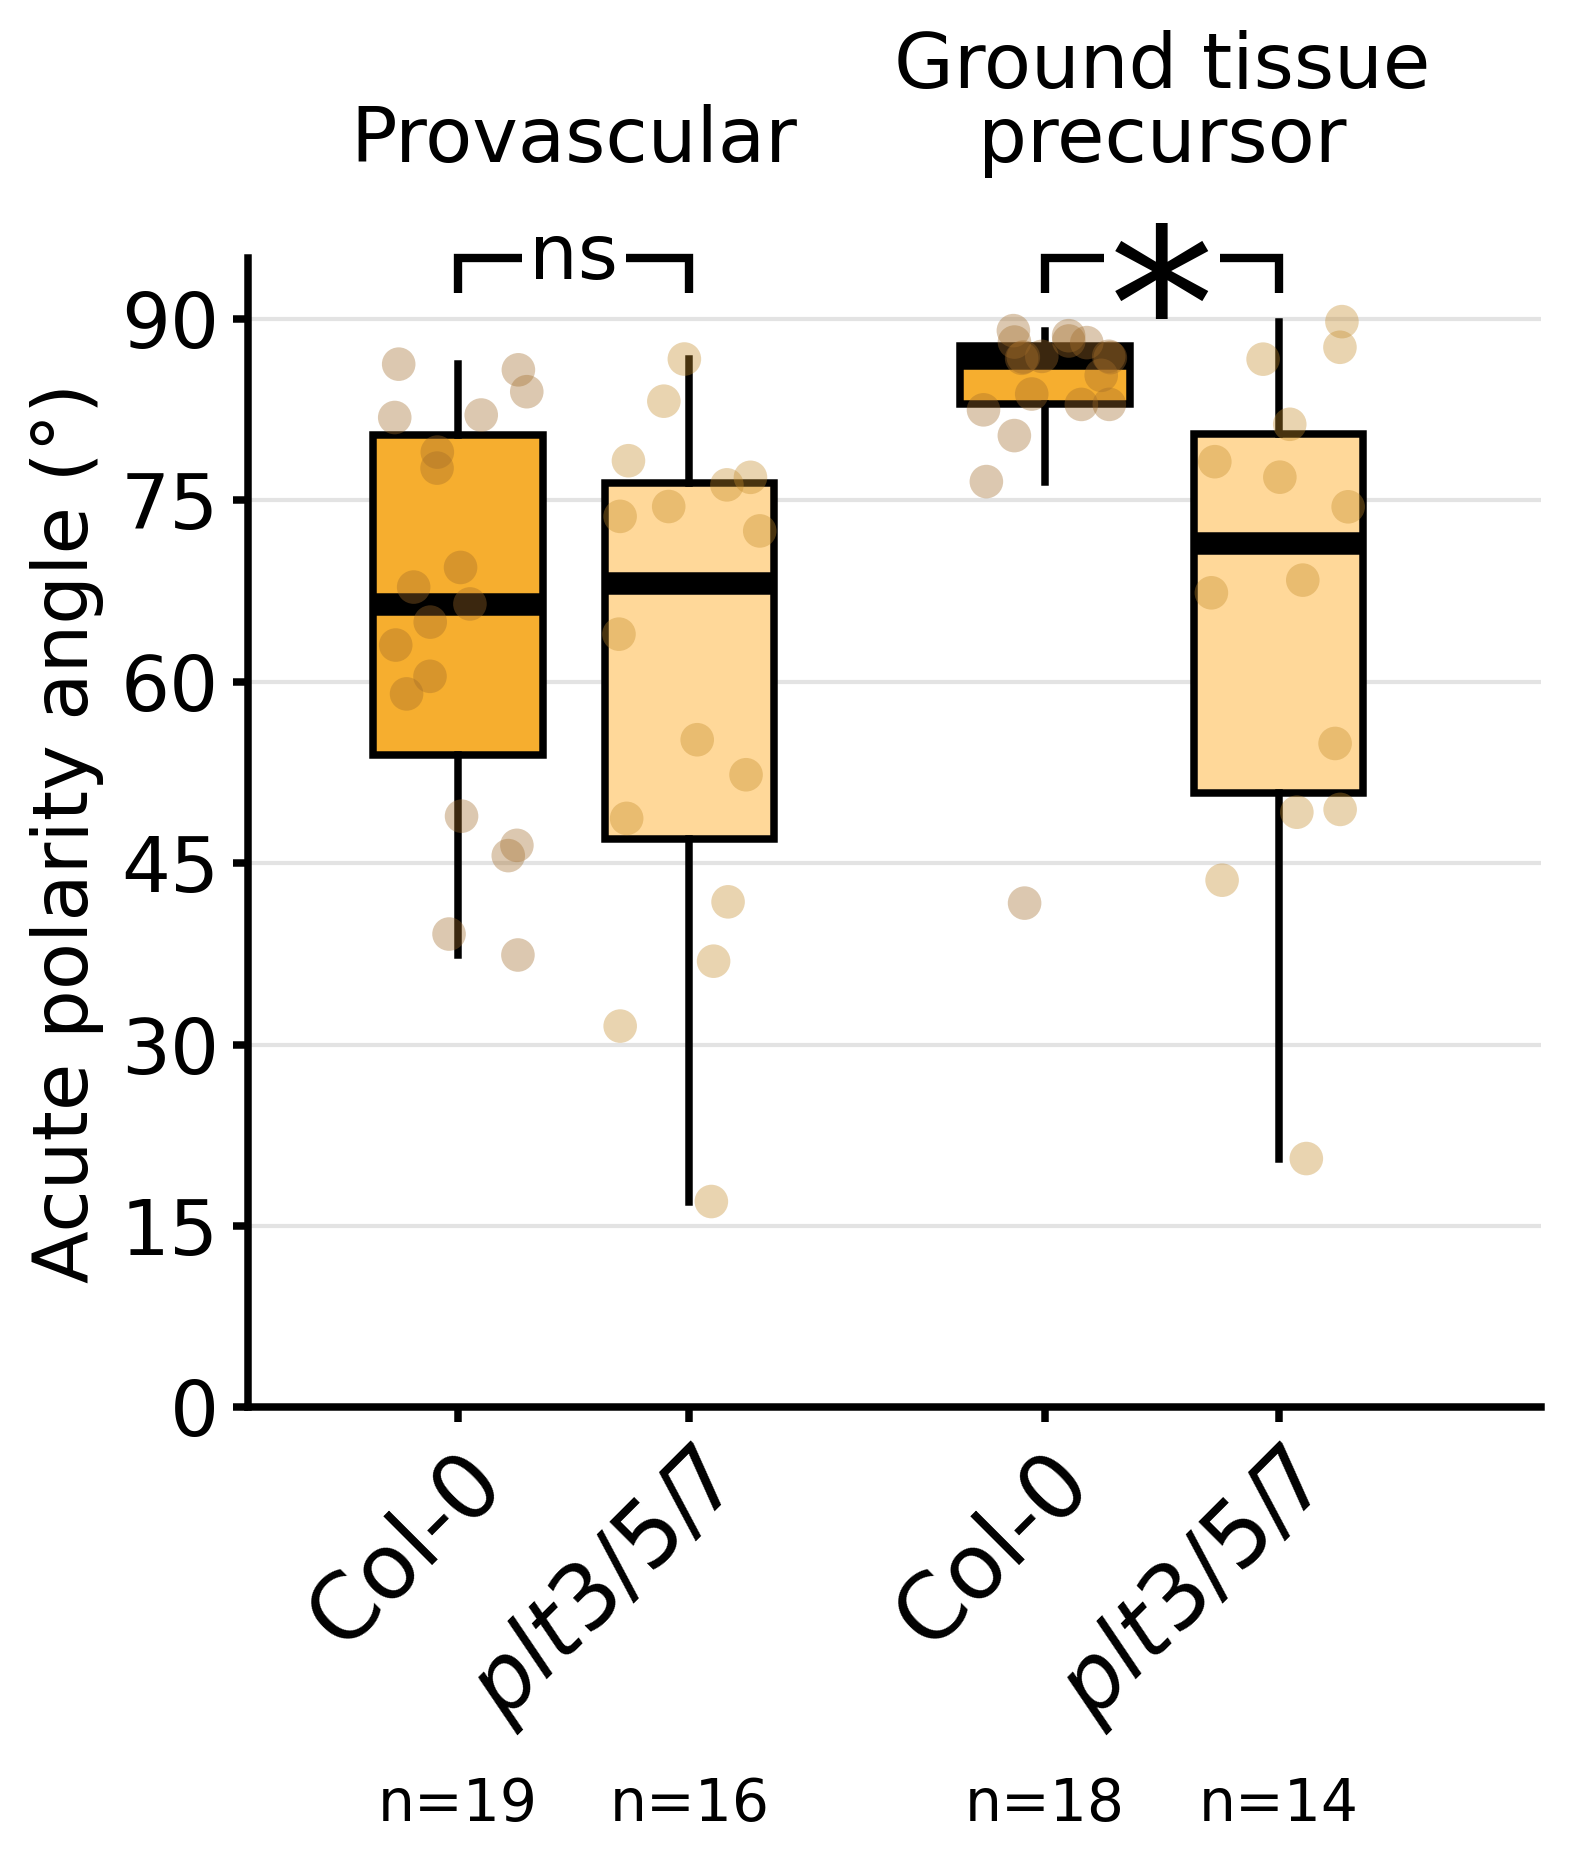 Provascular
Ground tissue
precursor
ns
*
Acute polarity angle (°)
90
75
60
45
30
15
0
Col-0
plt3/5/7
Col-0
plt3/5/7
n=19
n=16
n=18
n=14